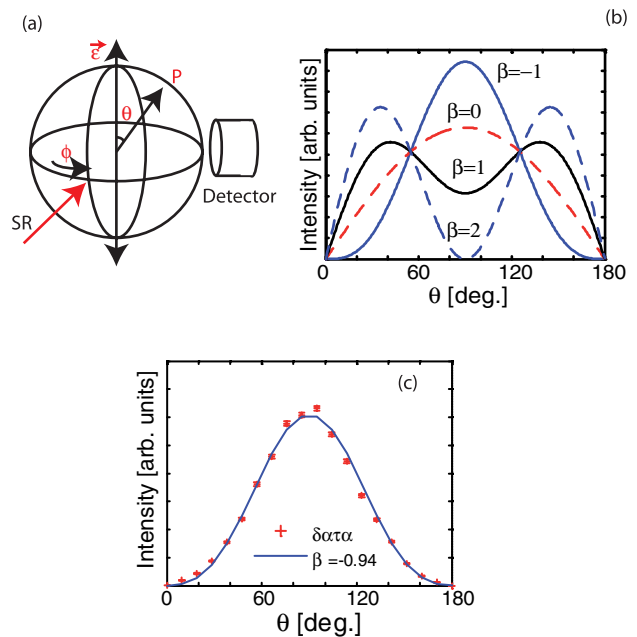 (a)
ε
P
θ
ϕ
Detector
SR
(b)
Intensity [arb. units]
β=-1
β=0
β=1
β=2
0 60 120 180
θ [deg.]
(c)
Intensity [arb. units]
δατα
β =-0.94
0 60 120 180
θ [deg.]